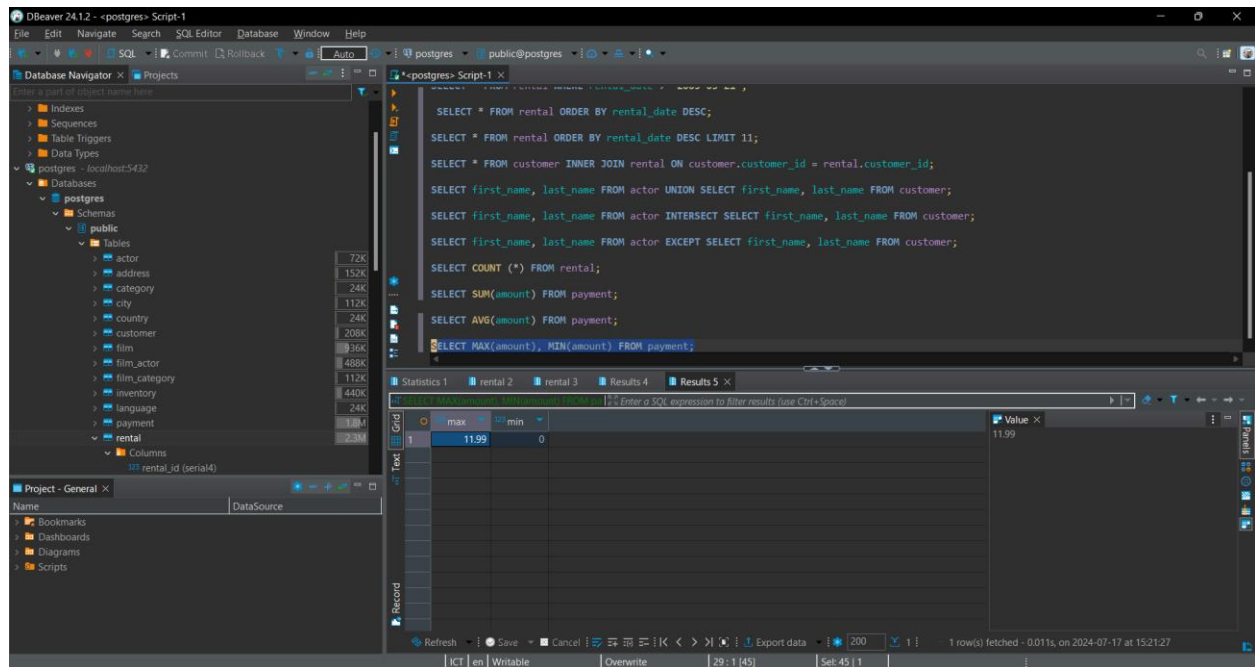 DBeaver 24.1.2 - <postgres> Script-1
File Edit Navigate Search SQL Editor Database Window Help
SQL Commit Rollback Auto postgres public@postgres
Database Navigator Projects
*<postgres> Script-1
Enter a part of object name here
Indexes
Sequences
Table Triggers
Data Types
postgres - localhost:5432
Databases
postgres
Schemas
public
Tables
actor 72K
address 152K
category 24K
city 112K
country 24K
customer 208K
film 936K
film_actor 488K
film_category 112K
inventory 440K
language 24K
payment 1.8M
rental 2.3M
Columns
123 rental_id (serial4)
SELECT * FROM rental ORDER BY rental_date DESC;
SELECT * FROM rental ORDER BY rental_date DESC LIMIT 11;
SELECT * FROM customer INNER JOIN rental ON customer.customer_id = rental.customer_id;
SELECT first_name, last_name FROM actor UNION SELECT first_name, last_name FROM customer;
SELECT first_name, last_name FROM actor INTERSECT SELECT first_name, last_name FROM customer;
SELECT first_name, last_name FROM actor EXCEPT SELECT first_name, last_name FROM customer;
SELECT COUNT (*) FROM rental;
SELECT SUM(amount) FROM payment;
SELECT AVG(amount) FROM payment;
SELECT MAX(amount), MIN(amount) FROM payment;
Statistics 1 rental 2 rental 3 Results 4 Results 5
SELECT MAX(amount), MIN(amount) FROM pa Enter a SQL expression to filter results (use Ctrl+Space)
Grid
Text
Record
max 123 min
1 11.99 0
Value
11.99
Panels
Project - General
Name DataSource
Bookmarks
Dashboards
Diagrams
Scripts
Refresh Save Cancel Export data 200 1 1 row(s) fetched - 0.011s, on 2024-07-17 at 15:21:27
ICT en Writable Overwrite 29 : 1 [45] Sel: 45 | 1